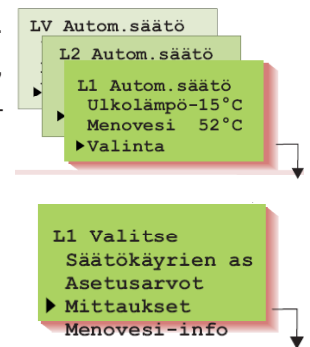 LV Autom.säätö
L2 Autom.säätö
L1 Autom.säätö
Ulkolämpö-15°C
Menovesi 52°C
Valinta
L1 Valitse
Säätökäyrien as
Asetusarvot
Mittaukset
Menovesi-info